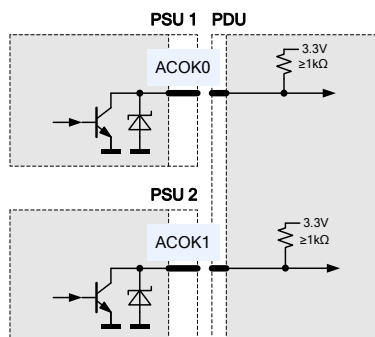 PSU 1 PDU
ACOK0
3.3V
≥1kΩ
PSU 2
ACOK1
3.3V
≥1kΩ